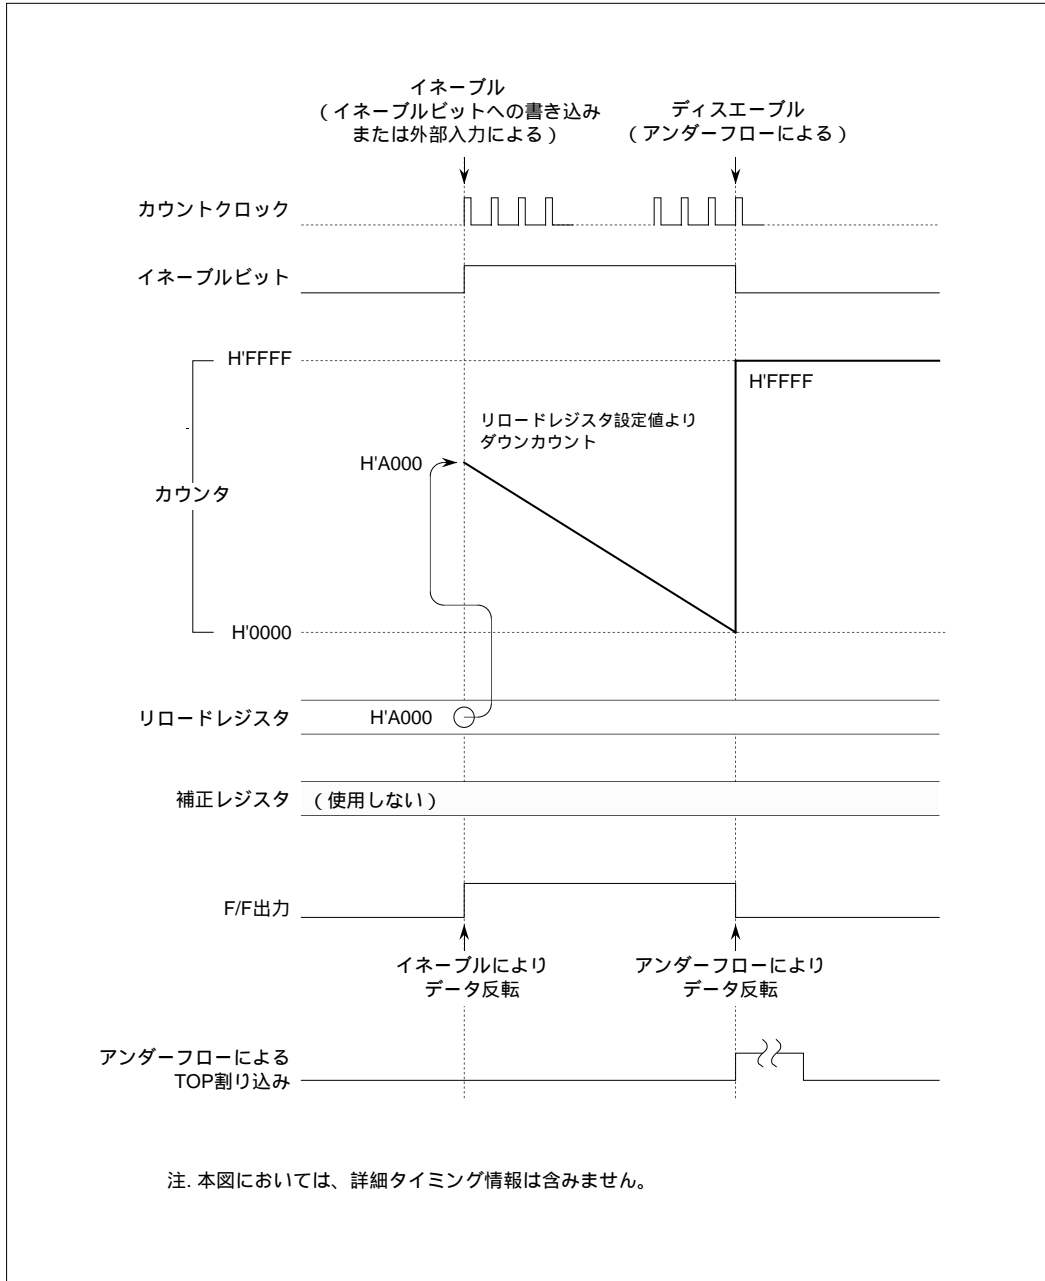 イネーブル
（イネーブルビットへの書き込み
または外部入力による）
ディスエーブル
（アンダーフローによる）
カウントクロック
イネーブルビット
H'FFFF
H'FFFF
リロードレジスタ設定値より
ダウンカウント
H'A000
カウンタ
H'0000
リロードレジスタ
H'A000
補正レジスタ
（使用しない）
F/F出力
イネーブルにより
データ反転
アンダーフローにより
データ反転
アンダーフローによる
TOP割り込み
注. 本図においては、詳細タイミング情報は含みません。